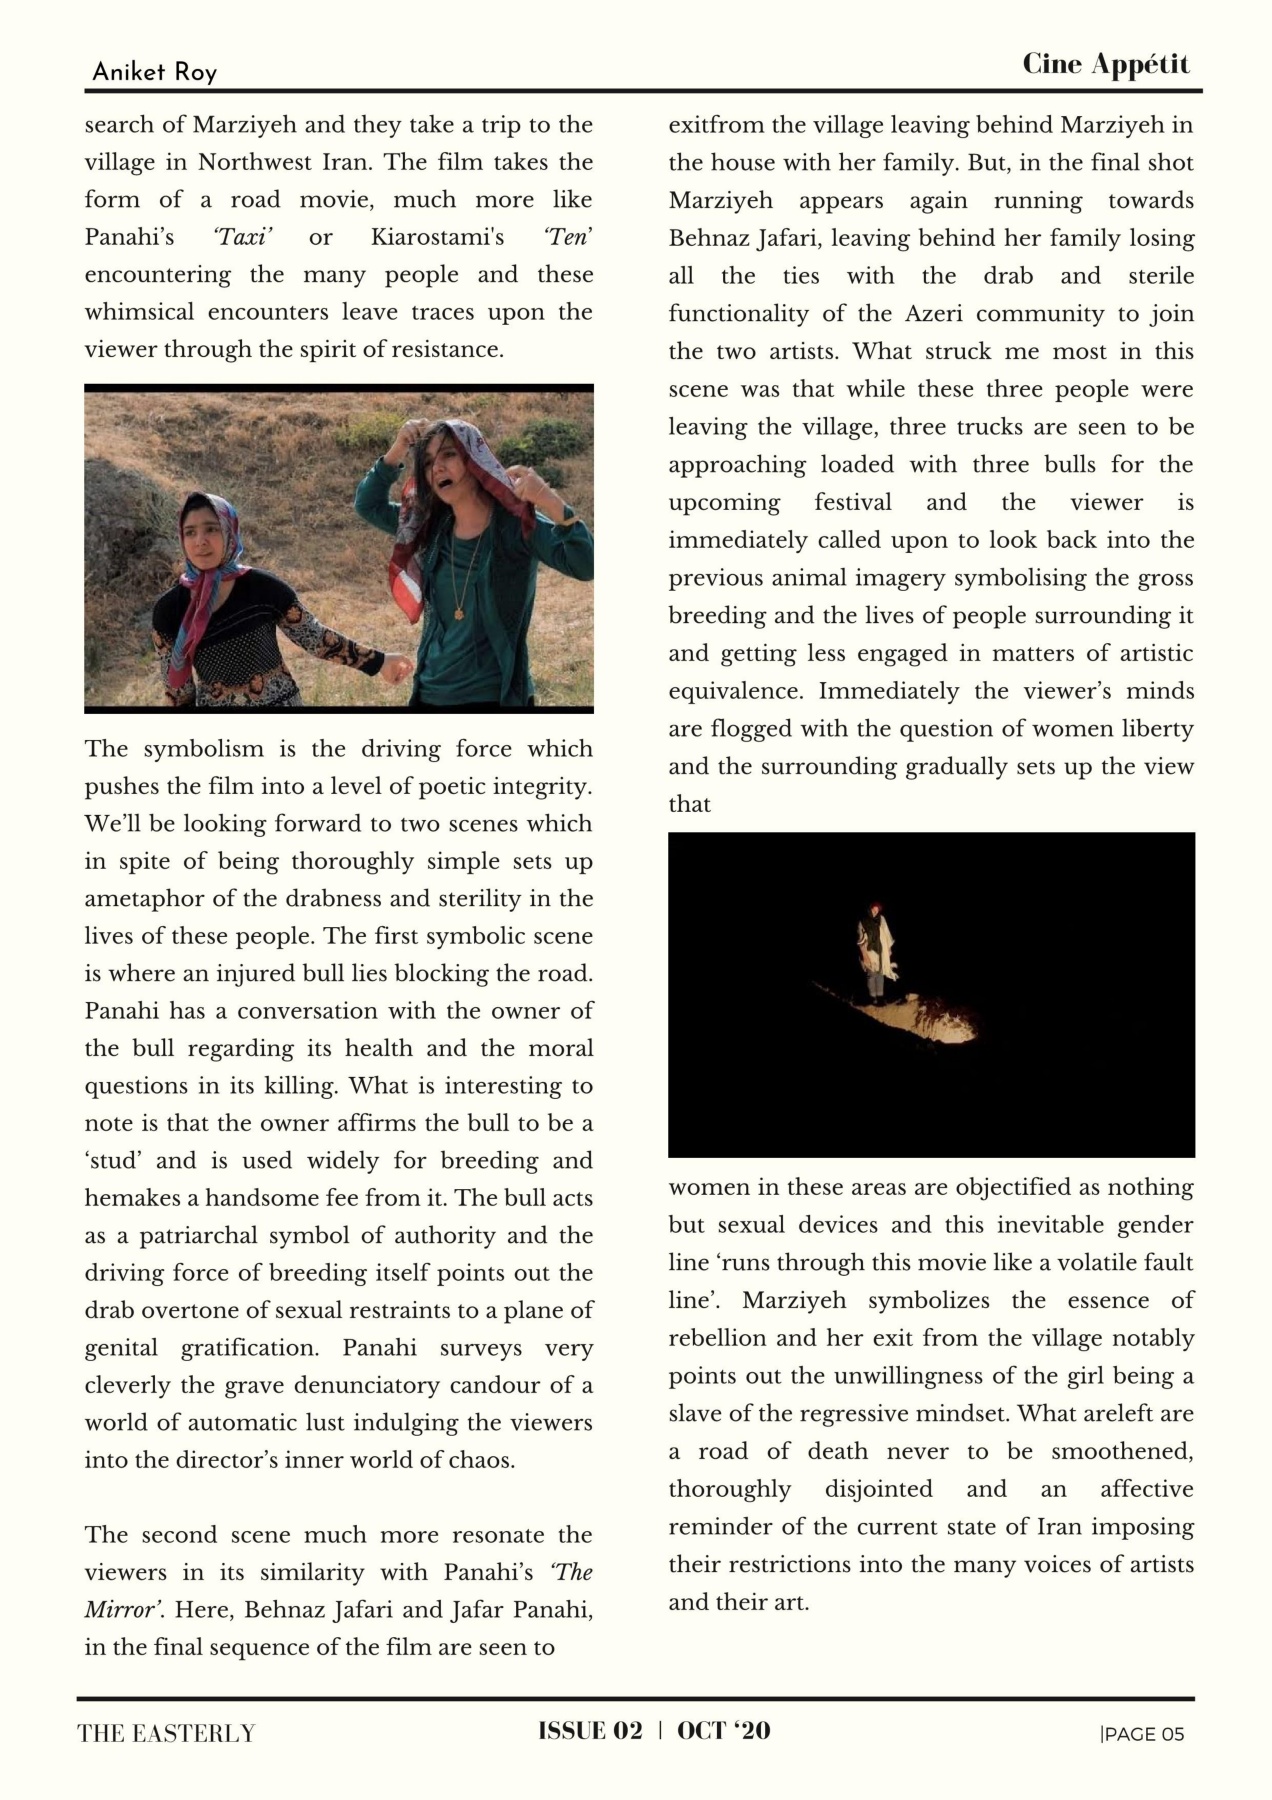 Aniket Roy
Cine Appétit
search of Marziyeh and they take a trip to the
village in Northwest Iran. The film takes the
form of a road movie, much more like
Panahi’s ‘Taxi’ or Kiarostami's ‘Ten’
encountering the many people and these
whimsical encounters leave traces upon the
viewer through the spirit of resistance.
The symbolism is the driving force which
pushes the film into a level of poetic integrity.
We’ll be looking forward to two scenes which
in spite of being thoroughly simple sets up
ametaphor of the drabness and sterility in the
lives of these people. The first symbolic scene
is where an injured bull lies blocking the road.
Panahi has a conversation with the owner of
the bull regarding its health and the moral
questions in its killing. What is interesting to
note is that the owner affirms the bull to be a
‘stud’ and is used widely for breeding and
hemakes a handsome fee from it. The bull acts
as a patriarchal symbol of authority and the
driving force of breeding itself points out the
drab overtone of sexual restraints to a plane of
genital gratification. Panahi surveys very
cleverly the grave denunciatory candour of a
world of automatic lust indulging the viewers
into the director’s inner world of chaos.
The second scene much more resonate the
viewers in its similarity with Panahi’s ‘The
Mirror’. Here, Behnaz Jafari and Jafar Panahi,
in the final sequence of the film are seen to
exitfrom the village leaving behind Marziyeh in
the house with her family. But, in the final shot
Marziyeh appears again running towards
Behnaz Jafari, leaving behind her family losing
all the ties with the drab and sterile
functionality of the Azeri community to join
the two artists. What struck me most in this
scene was that while these three people were
leaving the village, three trucks are seen to be
approaching loaded with three bulls for the
upcoming festival and the viewer is
immediately called upon to look back into the
previous animal imagery symbolising the gross
breeding and the lives of people surrounding it
and getting less engaged in matters of artistic
equivalence. Immediately the viewer’s minds
are flogged with the question of women liberty
and the surrounding gradually sets up the view
that
women in these areas are objectified as nothing
but sexual devices and this inevitable gender
line ‘runs through this movie like a volatile fault
line’. Marziyeh symbolizes the essence of
rebellion and her exit from the village notably
points out the unwillingness of the girl being a
slave of the regressive mindset. What areleft are
a road of death never to be smoothened,
thoroughly disjointed and an affective
reminder of the current state of Iran imposing
their restrictions into the many voices of artists
and their art.
THE EASTERLY
ISSUE 02 | OCT ‘20
|PAGE 05